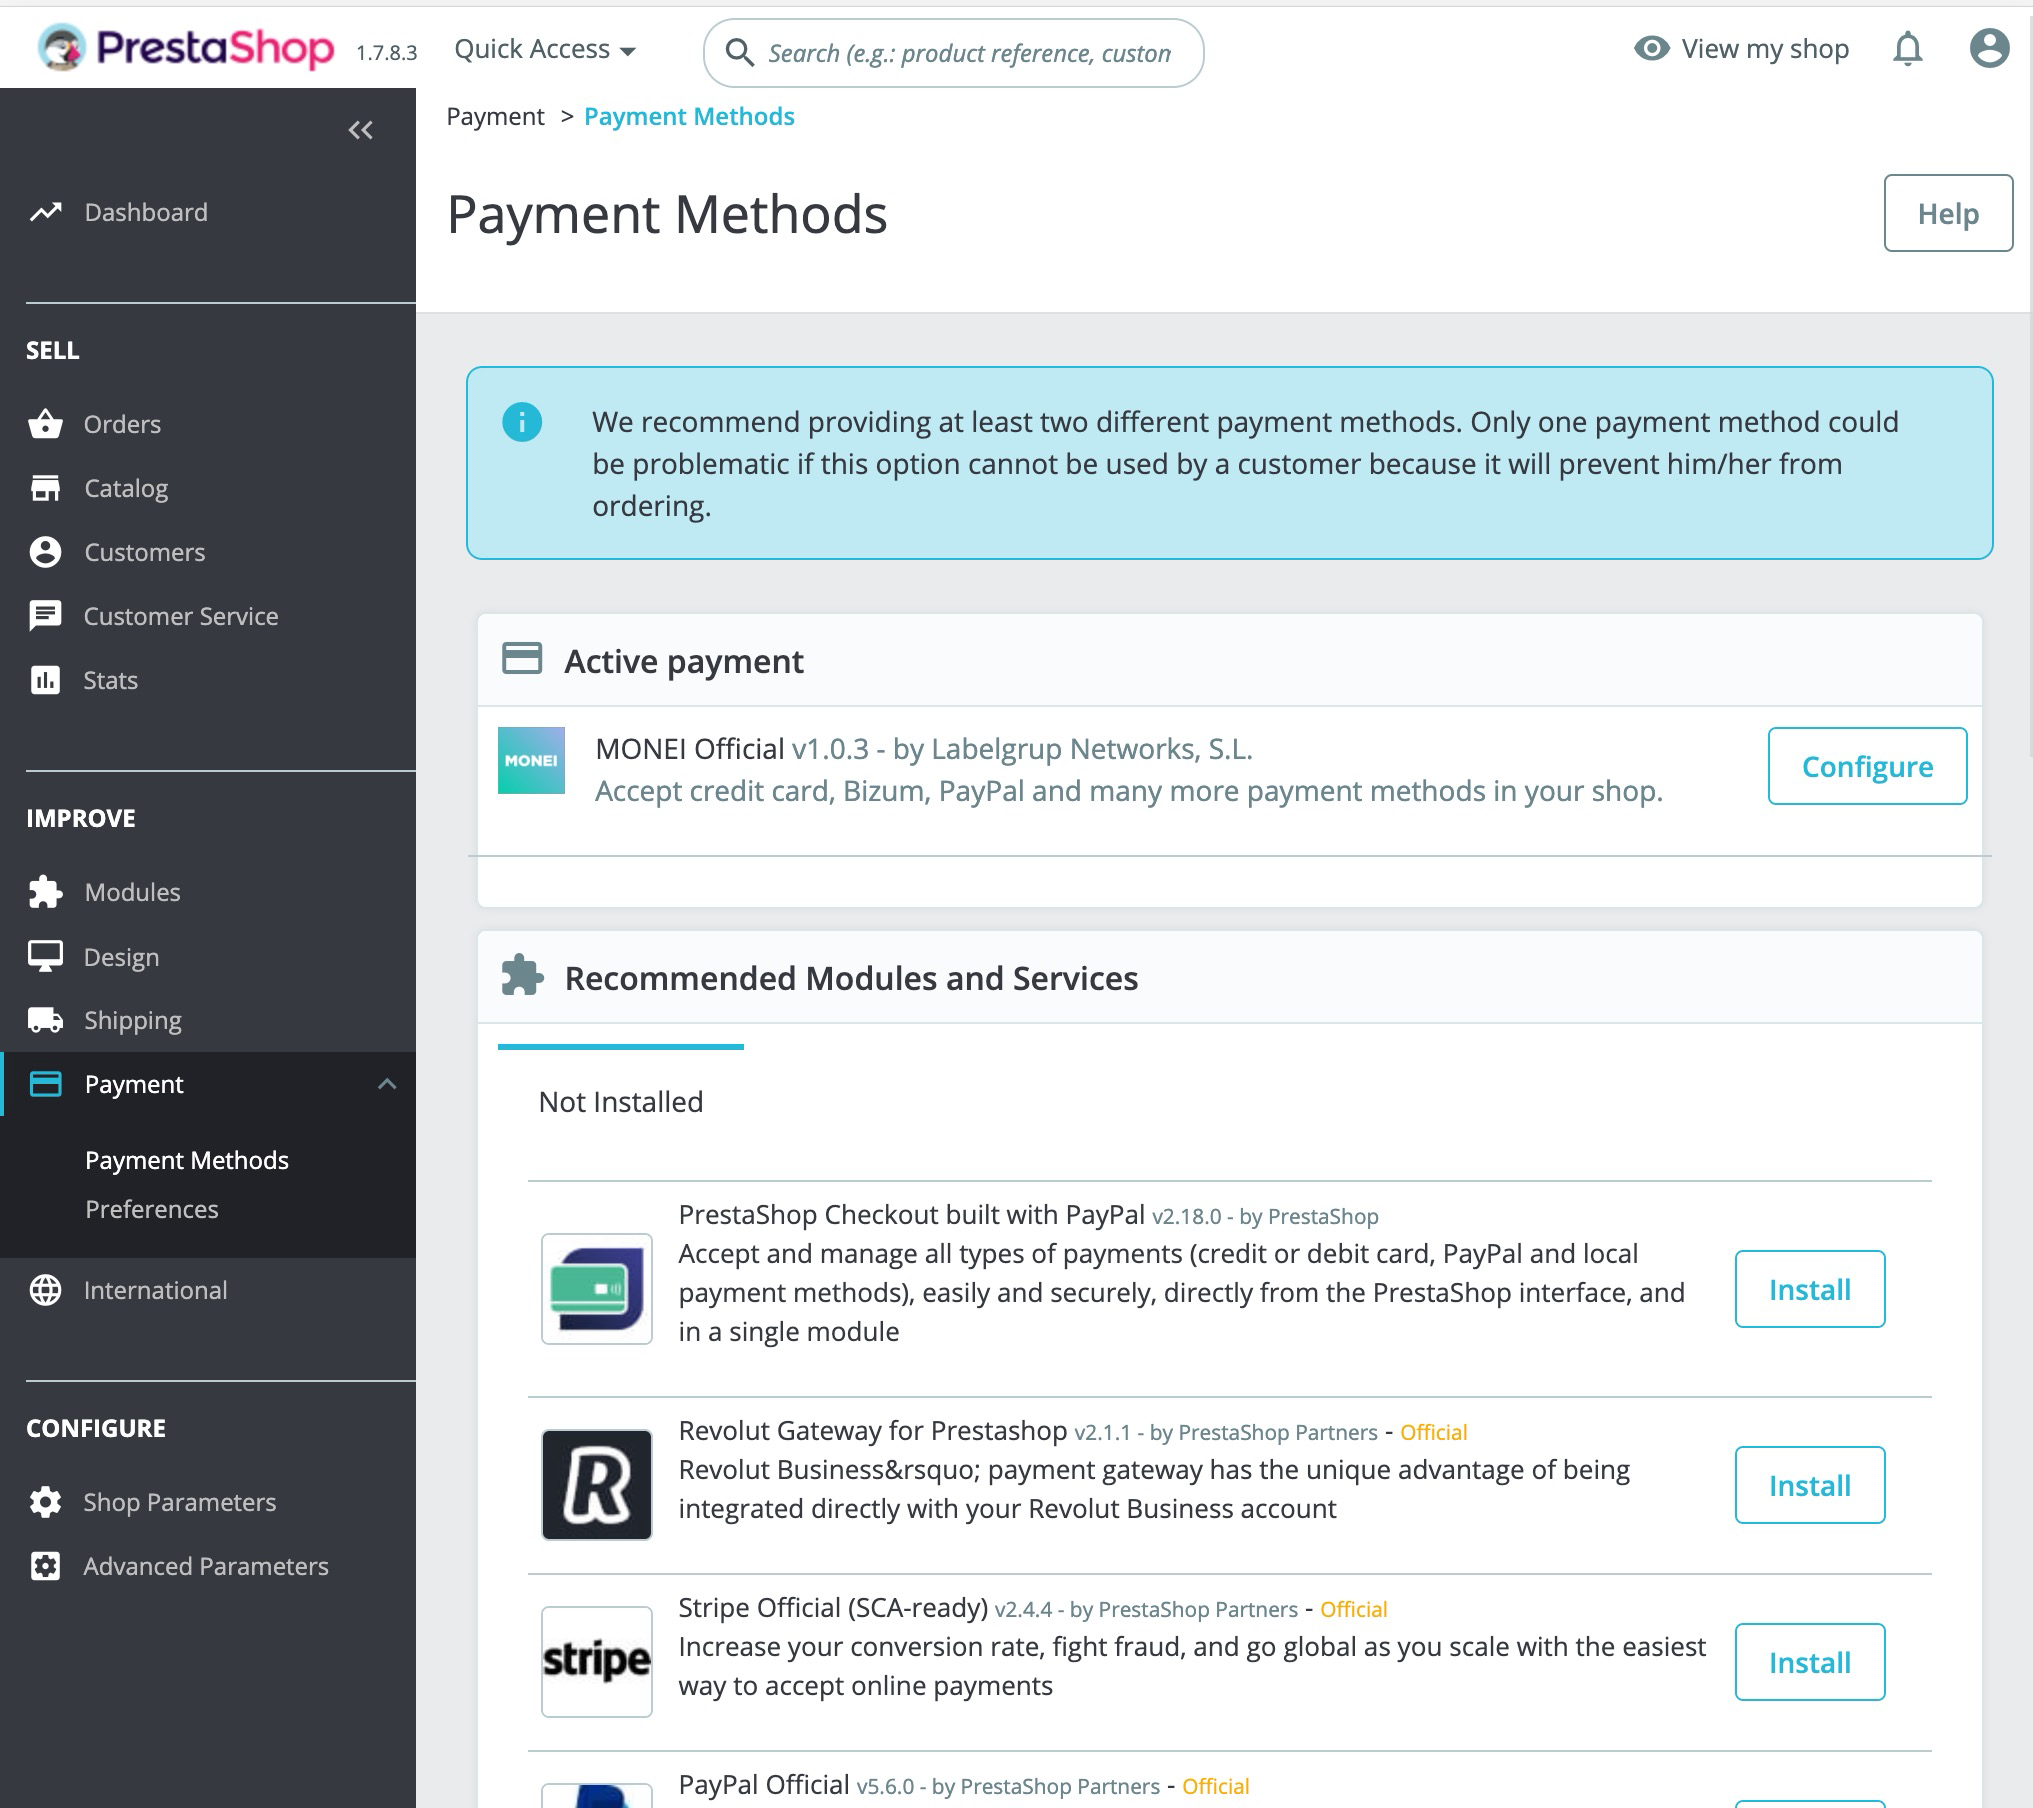 PrestaShop 1.7.8.3 Quick Access Search (e.g.: product reference, custon View my shop
Payment > Payment Methods
Payment Methods
Help
Dashboard
SELL
Orders
Catalog
Customers
Customer Service
Stats
IMPROVE
Modules
Design
Shipping
Payment
Payment Methods
Preferences
International
CONFIGURE
Shop Parameters
Advanced Parameters
We recommend providing at least two different payment methods. Only one payment method could
be problematic if this option cannot be used by a customer because it will prevent him/her from
ordering.
Active payment
MONEI
MONEI Official v1.0.3 - by Labelgrup Networks, S.L.
Accept credit card, Bizum, PayPal and many more payment methods in your shop.
Configure
Recommended Modules and Services
Not Installed
PrestaShop Checkout built with PayPal v2.18.0 - by PrestaShop
Accept and manage all types of payments (credit or debit card, PayPal and local
payment methods), easily and securely, directly from the PrestaShop interface, and
in a single module
Install
R
Revolut Gateway for Prestashop v2.1.1 - by PrestaShop Partners - Official
Revolut Business&rsquo; payment gateway has the unique advantage of being
integrated directly with your Revolut Business account
Install
stripe
Stripe Official (SCA-ready) v2.4.4 - by PrestaShop Partners - Official
Increase your conversion rate, fight fraud, and go global as you scale with the easiest
way to accept online payments
Install
PayPal Official v5.6.0 - by PrestaShop Partners - Official